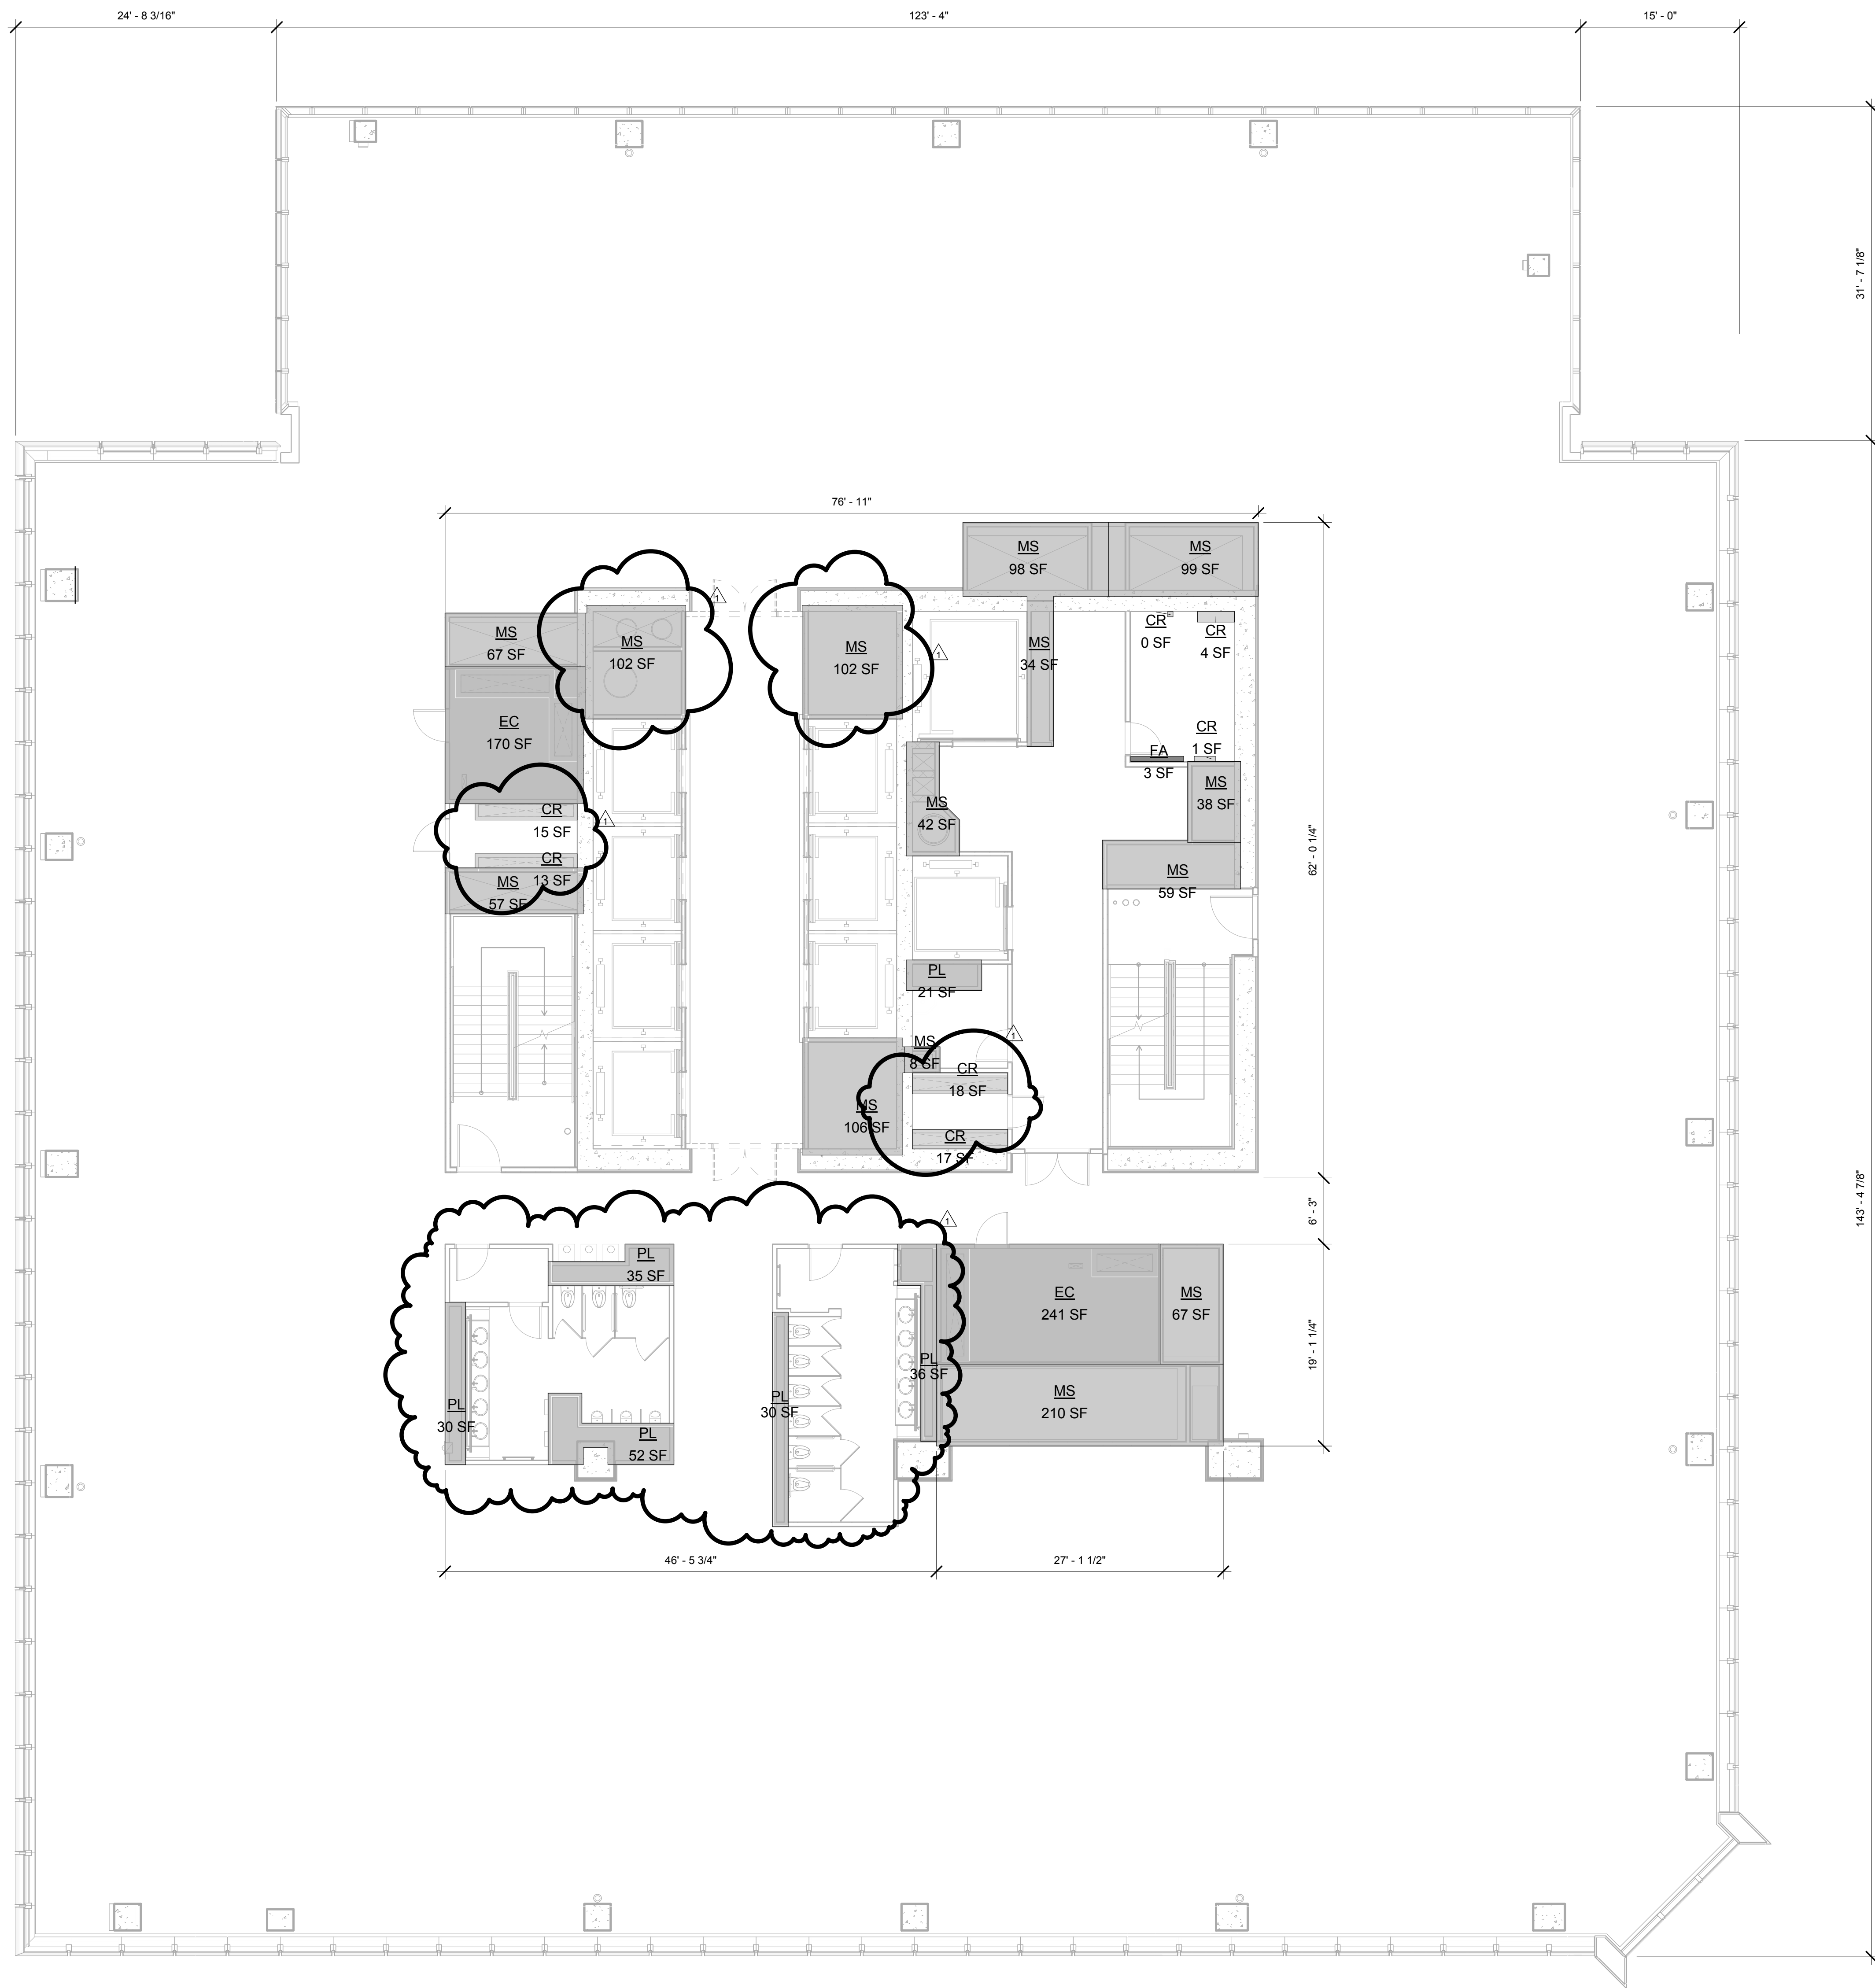 24' - 8 3/16"
123' - 4"
15' - 0"
31' - 7 1/8"
76' - 11"
MS
98 SF
MS
99 SF
MS
67 SF
1
MS
102 SF
MS
102 SF
1
MS
34 SF
CR
0 SF
CR
4 SF
EC
170 SF
CR
1 SF
FA
3 SF
MS
38 SF
CR
15 SF
1
MS
42 SF
CR
13 SF
MS
57 SF
MS
59 SF
62' - 0 1/4"
PL
21 SF
1
MS
8 SF
CR
18 SF
MS
106 SF
CR
17 SF
6' - 3"
143' - 4 7/8"
1
PL
35 SF
EC
241 SF
MS
67 SF
19' - 1 1/4"
PL
36 SF
MS
210 SF
PL
30 SF
PL
30 SF
PL
52 SF
46' - 5 3/4"
27' - 1 1/2"